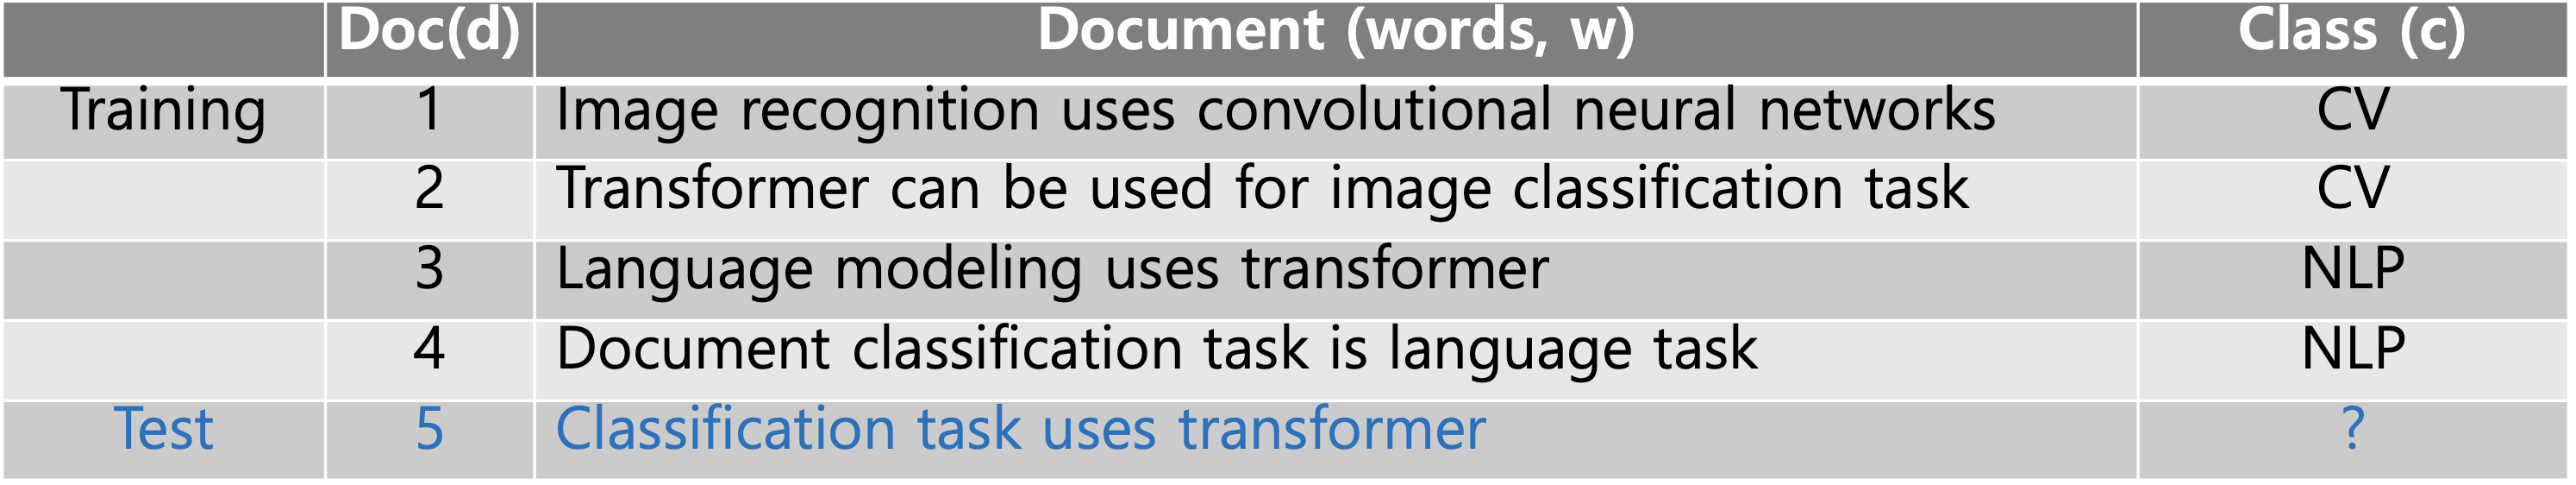 Doc(d) Document (words, w) Class (c)
Training 1 Image recognition uses convolutional neural networks CV
2 Transformer can be used for image classification task CV
3 Language modeling uses transformer NLP
4 Document classification task is language task NLP
Test 5 Classification task uses transformer ?